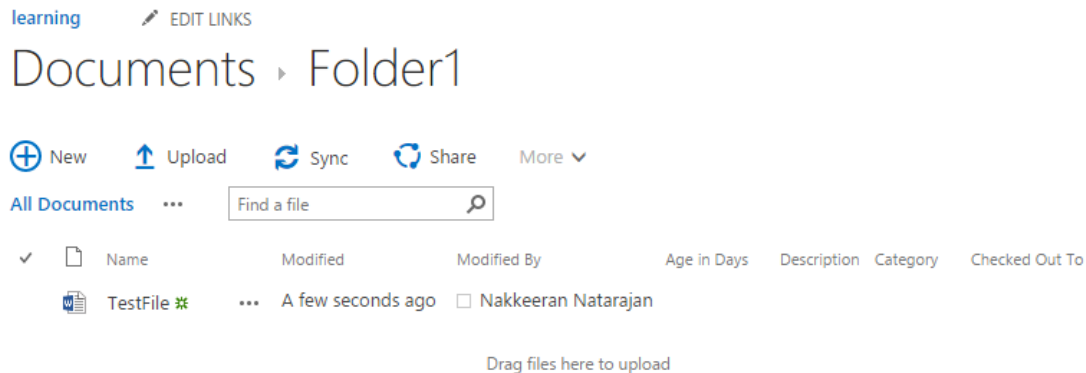 learning EDIT LINKS
Documents Folder1
New Upload Sync Share More
All Documents ... Find a file
Name Modified Modified By Age in Days Description Category Checked Out To
TestFile ... A few seconds ago Nakkeeran Natarajan
Drag files here to upload